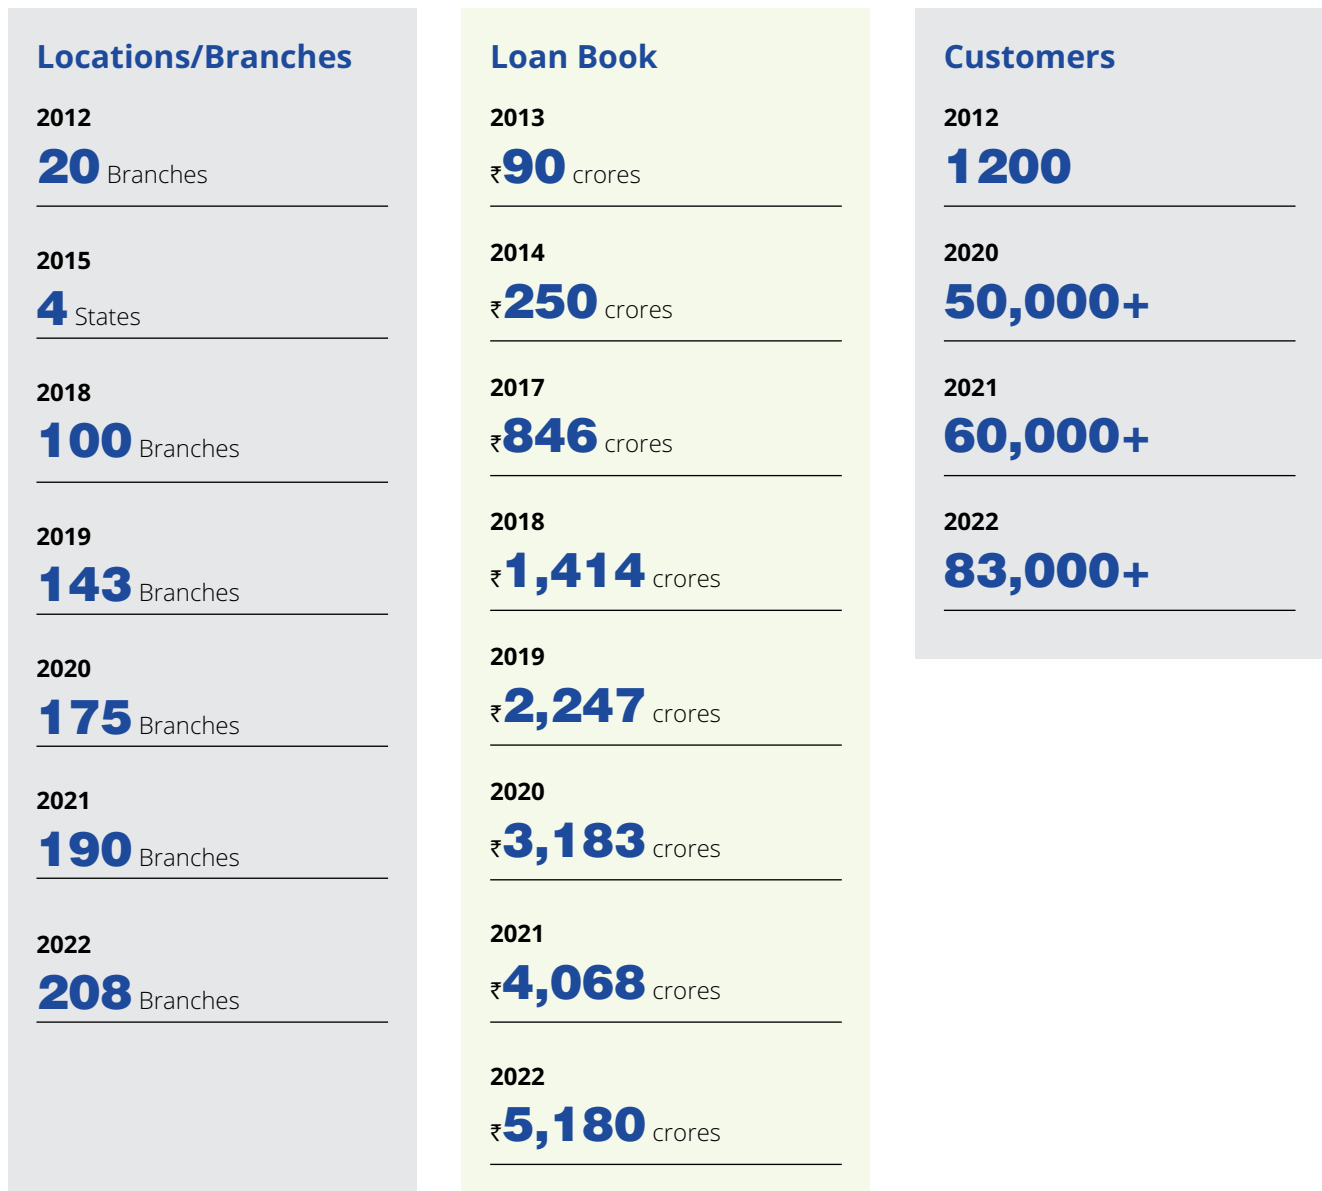 Locations/Branches
2012
20 Branches
2015
4 States
2018
100 Branches
2019
143 Branches
2020
175 Branches
2021
190 Branches
2022
208 Branches
Loan Book
2013
₹90 crores
2014
₹250 crores
2017
₹846 crores
2018
₹1,414 crores
2019
₹2,247 crores
2020
₹3,183 crores
2021
₹4,068 crores
2022
₹5,180 crores
Customers
2012
1200
2020
50,000+
2021
60,000+
2022
83,000+